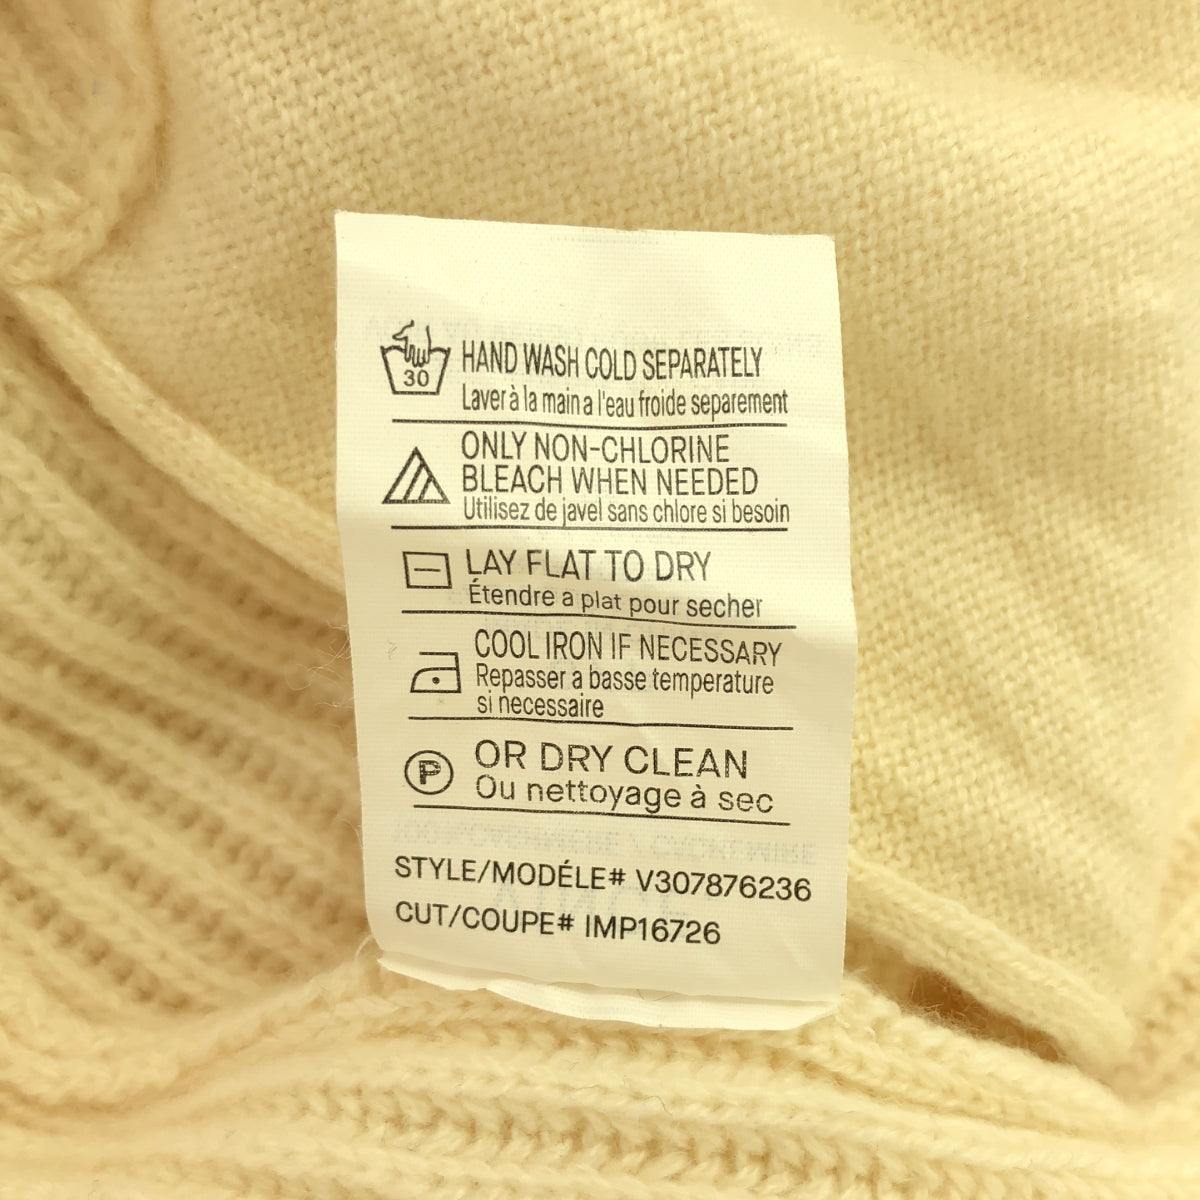 30
HAND WASH COLD SEPARATELY
Laver à la main a l'eau froide separement
ONLY NON-CHLORINE
BLEACH WHEN NEEDED
Utilisez de javel sans chlore si besoin
LAY FLAT TO DRY
Étendre a plat pour secher
COOL IRON IF NECESSARY
Repasser a basse temperature
si necessaire
P
OR DRY CLEAN
Ou nettoyage à sec
STYLE/MODÉLE# V307876236
CUT/COUPE# IMP16726